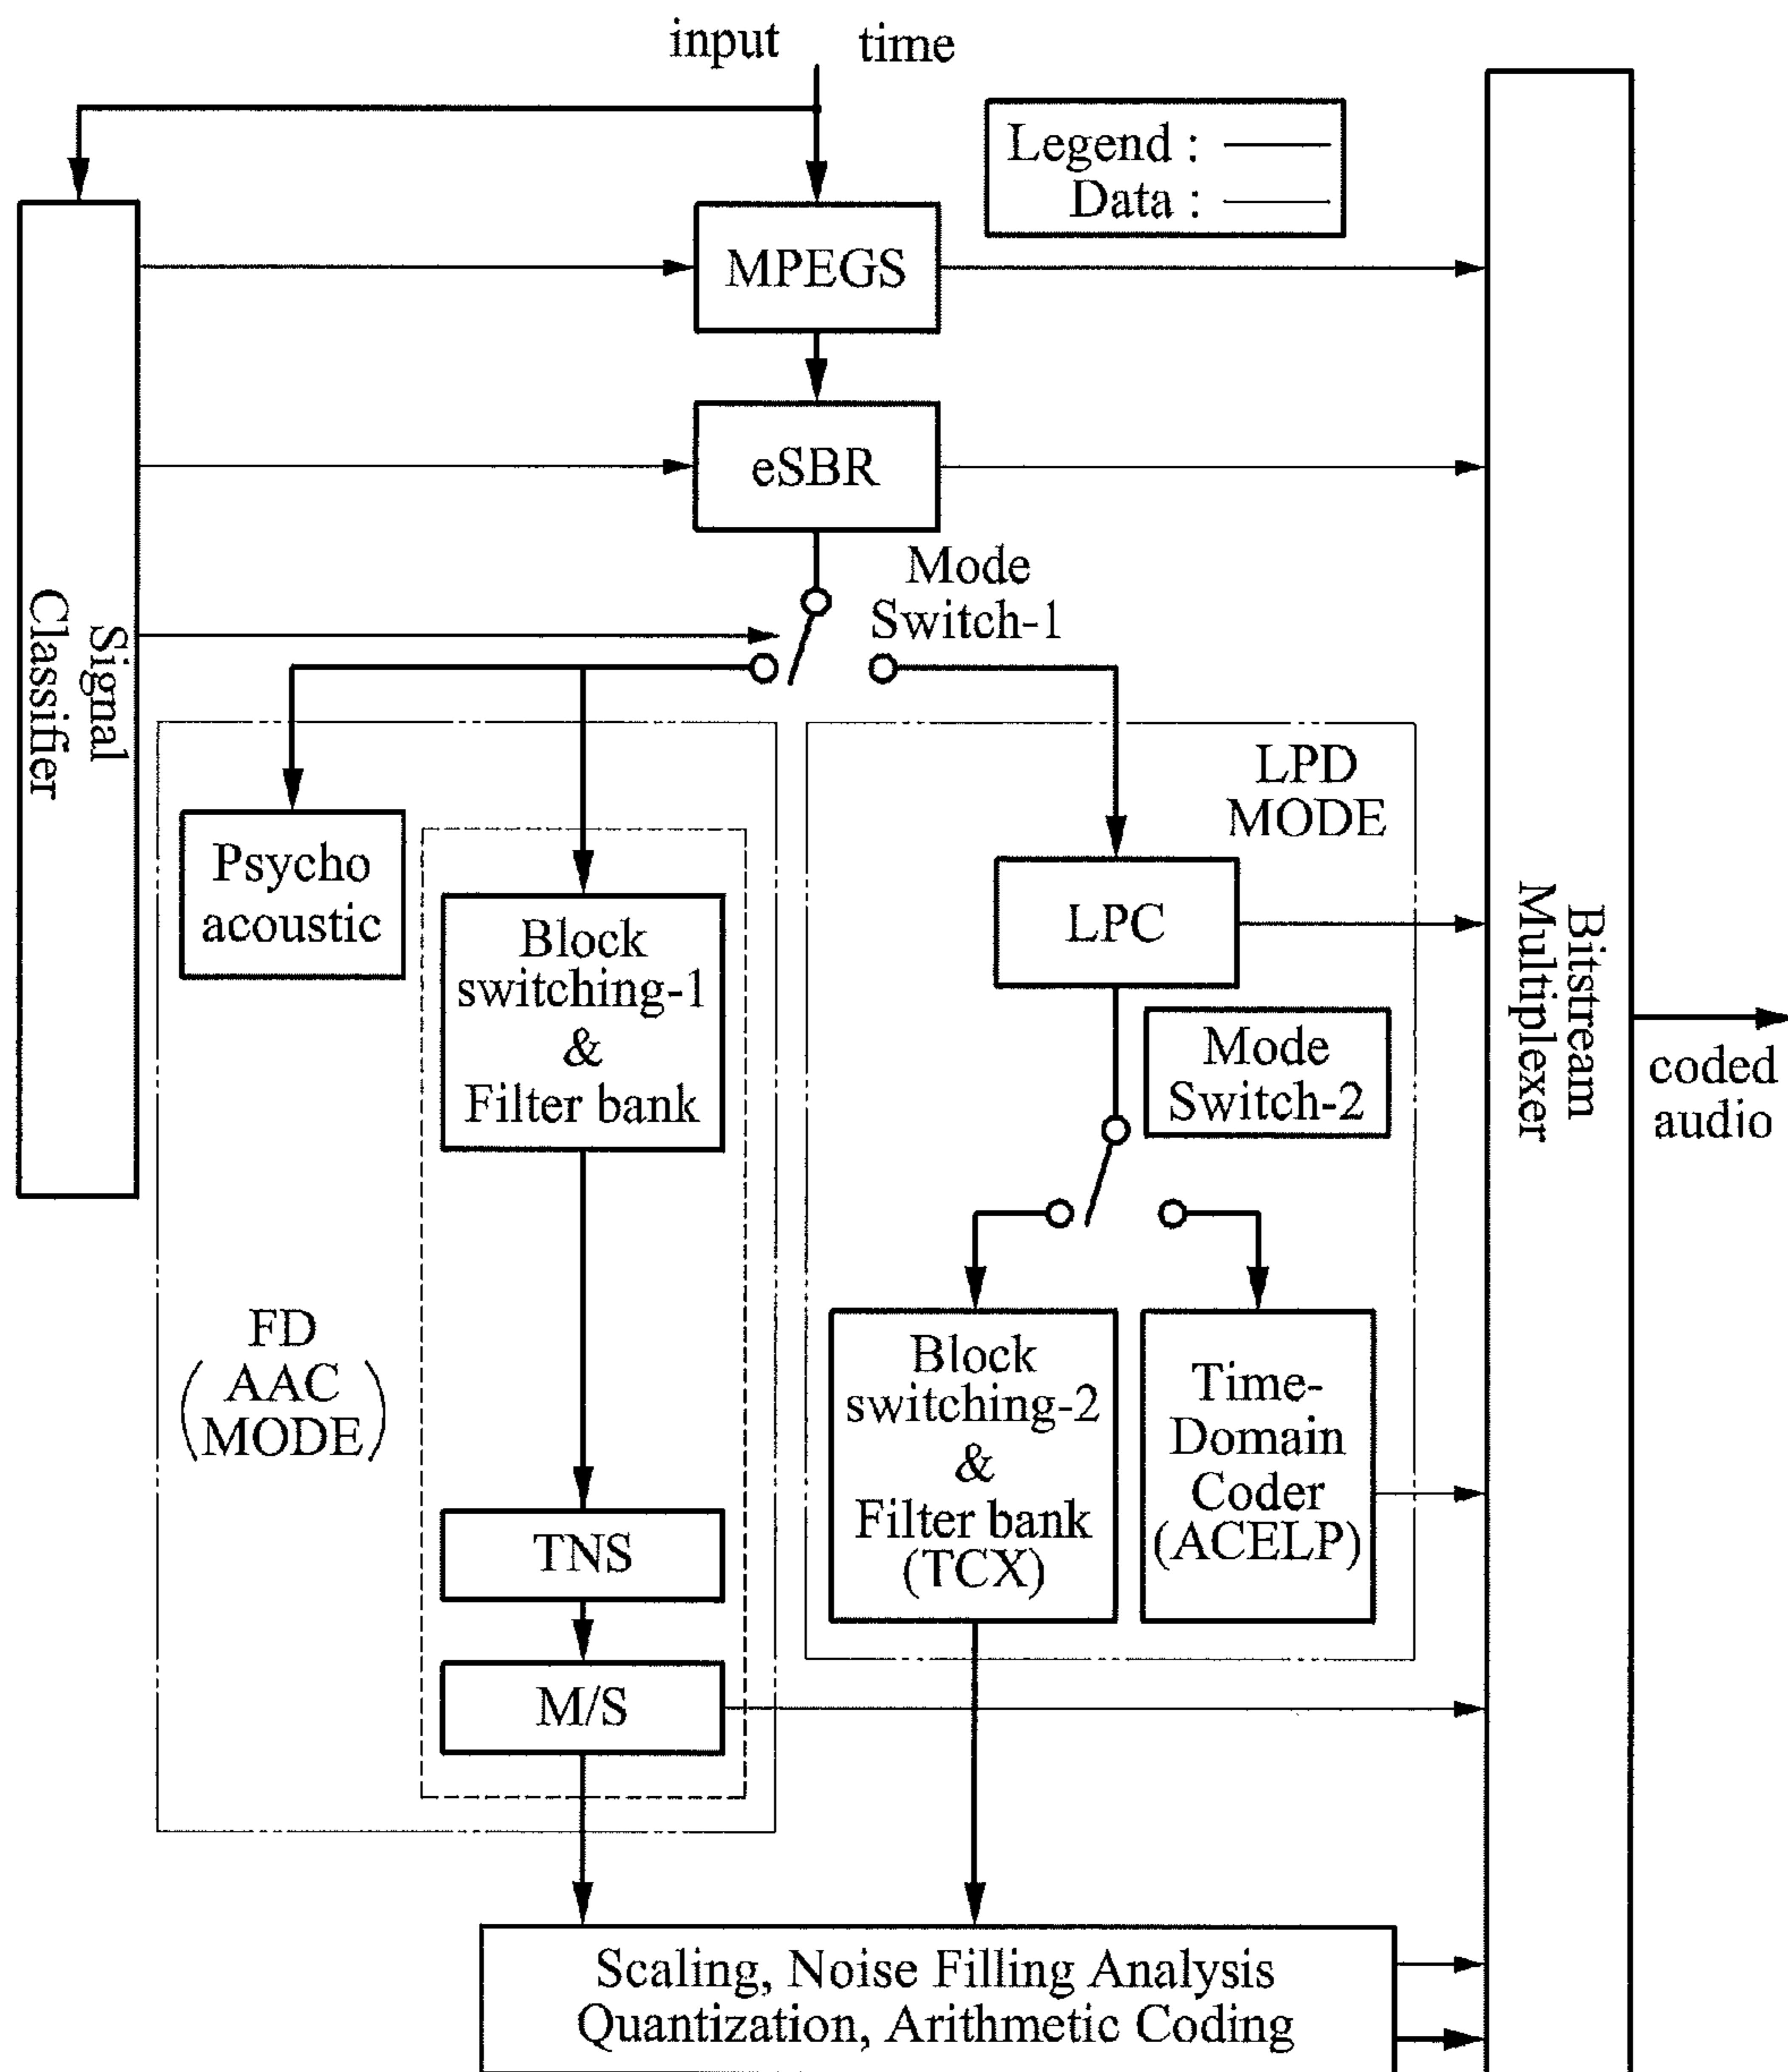 input time
Legend :
Data :
MPEGS
eSBR
Mode
Switch-1
Signal
Classifier
LPD
MODE
Psycho
acoustic
Block
switching-1
&
Filter bank
LPC
Mode
Switch-2
Bitstream
Multiplexer
coded
audio
FD
(AAC
MODE)
Block
switching-2
&
Filter bank
(TCX)
Time-
Domain
Coder
(ACELP)
TNS
M/S
Scaling, Noise Filling Analysis
Quantization, Arithmetic Coding